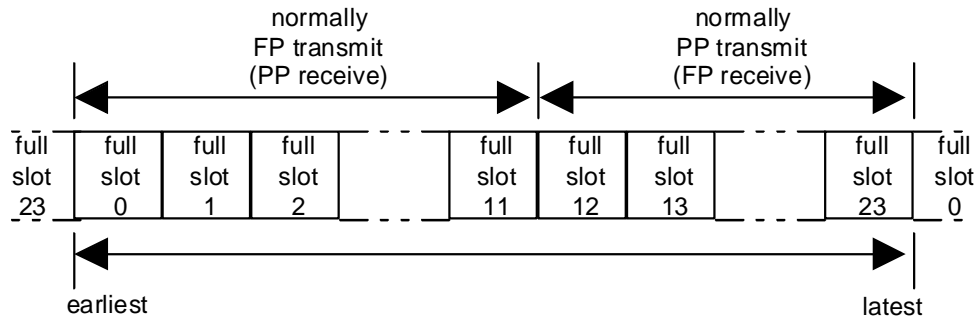 normally
FP transmit
(PP receive)
normally
PP transmit
(FP receive)
full
slot
23
full
slot
0
full
slot
1
full
slot
2
full
slot
11
full
slot
12
full
slot
13
full
slot
23
full
slot
0
earliest
latest